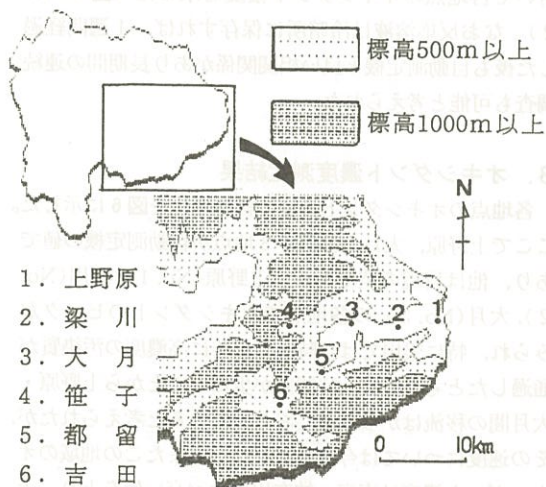 標高500m以上
標高1000m以上
N
1．上野原
2．梁　川
3．大　月
4．笹　子
5．都　留
6．吉　田
1
4 3 2
5
6
0 10km